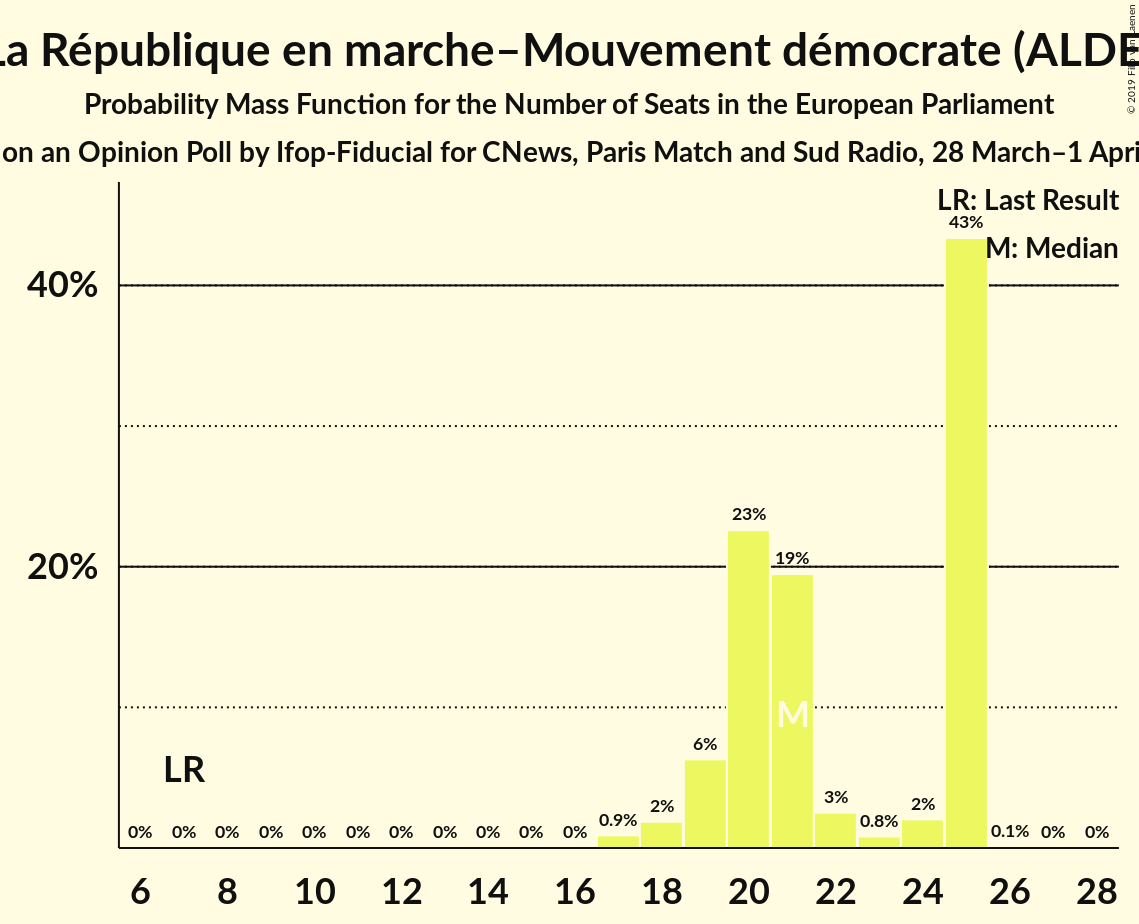 La République en marche–Mouvement démocrate (ALDE
Probability Mass Function for the Number of Seats in the European Parliament
on an Opinion Poll by Ifop-Fiducial for CNews, Paris Match and Sud Radio, 28 March–1 Apri
© 2019
LR: Last Result
M: Median
43%
40%
23%
20%
19%
M
6%
LR
0% 0% 0% 0% 0% 0% 0% 0% 0% 0% 0% 0.9% 2% 3% 0.8% 2% 0.1% 0% 0%
6 8 10 12 14 16 18 20 22 24 26 28